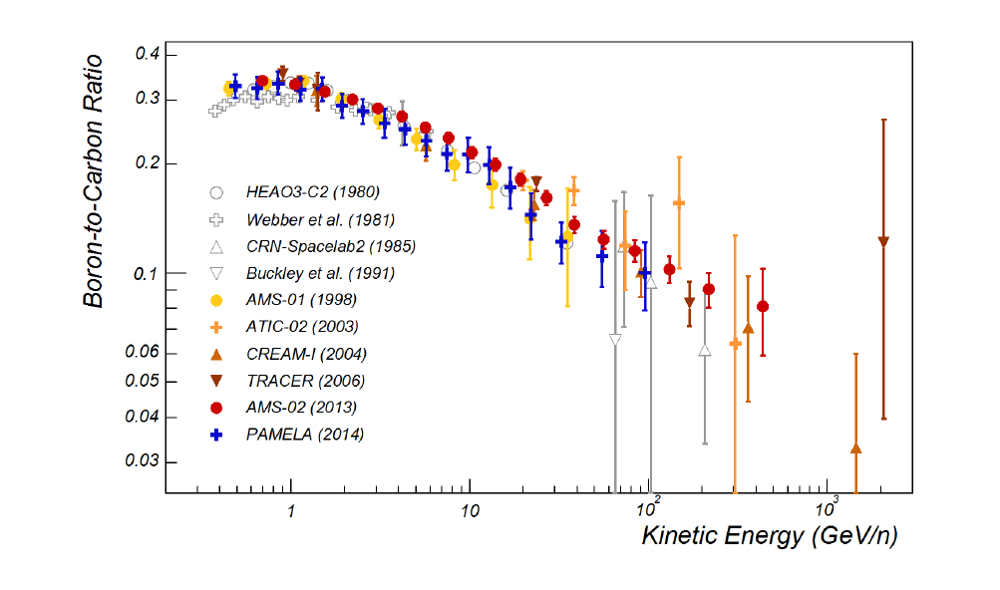 Boron-to-Carbon Ratio
0.4
0.3
0.2
0.1
0.06
0.05
0.04
0.03
HEAO3-C2 (1980)
Webber et al. (1981)
CRN-Spacelab2 (1985)
Buckley et al. (1991)
AMS-01 (1998)
ATIC-02 (2003)
CREAM-I (2004)
TRACER (2006)
AMS-02 (2013)
PAMELA (2014)
1
10
10²
10³
Kinetic Energy (GeV/n)